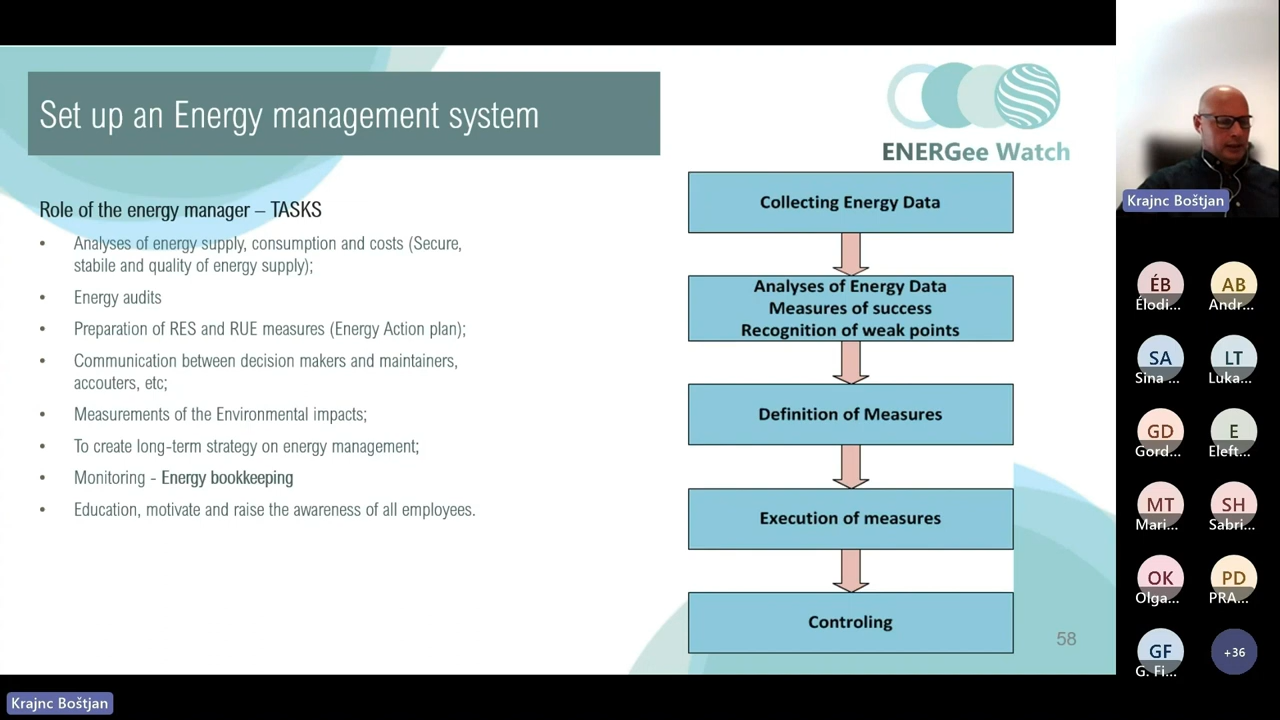 Set up an Energy management system
ENERGee Watch
Role of the energy manager – TASKS
• Analyses of energy supply, consumption and costs (Secure,
stabile and quality of energy supply);
• Energy audits
• Preparation of RES and RUE measures (Energy Action plan);
• Communication between decision makers and maintainers,
accouters, etc;
• Measurements of the Environmental impacts;
• To create long-term strategy on energy management;
• Monitoring - Energy bookkeeping
• Education, motivate and raise the awareness of all employees.
Collecting Energy Data
Analyses of Energy Data
Measures of success
Recognition of weak points
Definition of Measures
Execution of measures
Controling
58
Krajnc Boštjan
ÉB
Élodi...
AB
Andr...
SA
Sina ...
LT
Luka...
GD
Gord...
E
Eleft...
MT
Mari...
SH
Sabri...
OK
Olga...
PD
PRA...
GF
G. Fi...
+36
Krajnc Boštjan